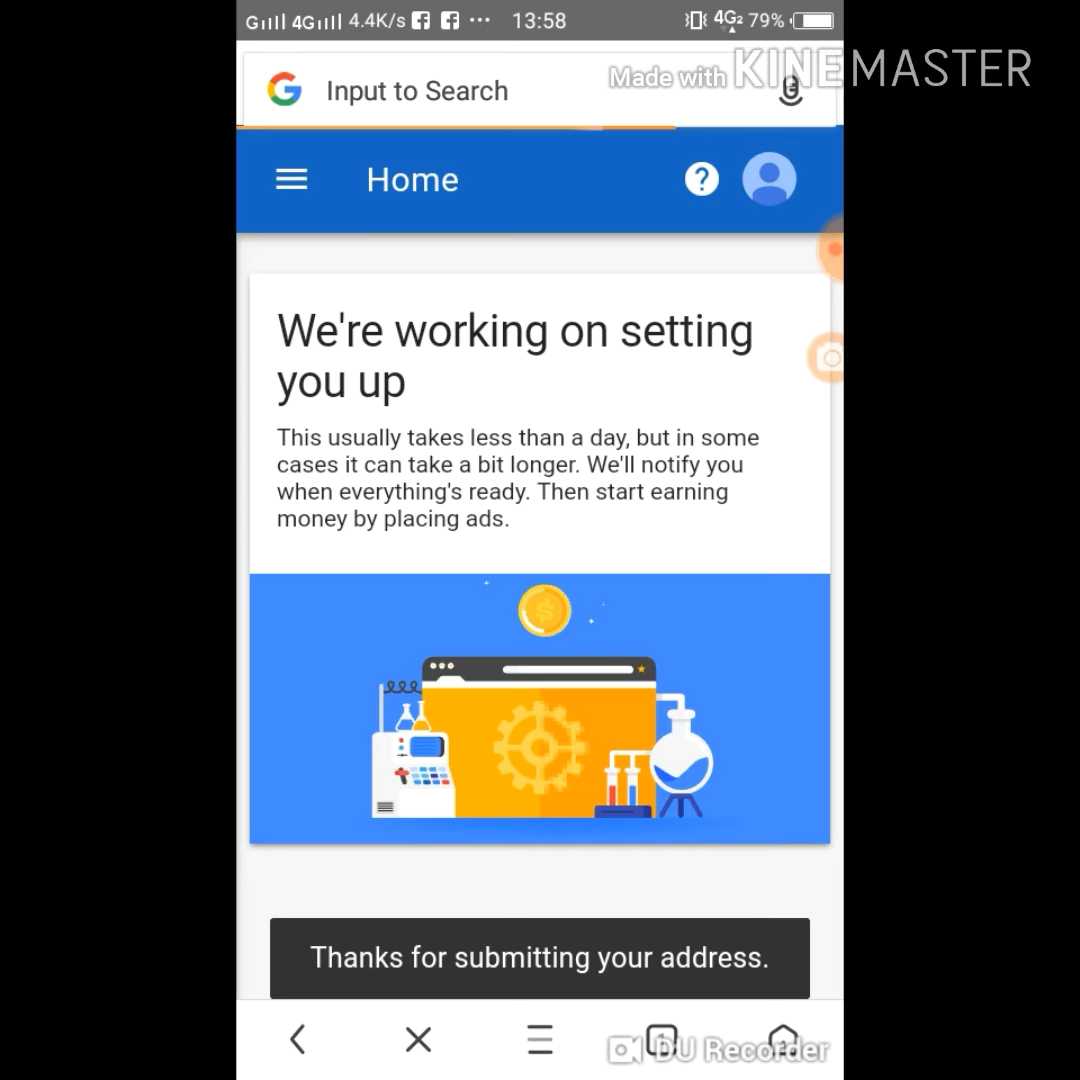 G 4G 4.4K/s 13:58 4G2 79%
Input to Search
Made with KINEMASTER
Home
We're working on setting
you up
This usually takes less than a day, but in some
cases it can take a bit longer. We'll notify you
when everything's ready. Then start earning
money by placing ads.
Thanks for submitting your address.
1
DU Recorder